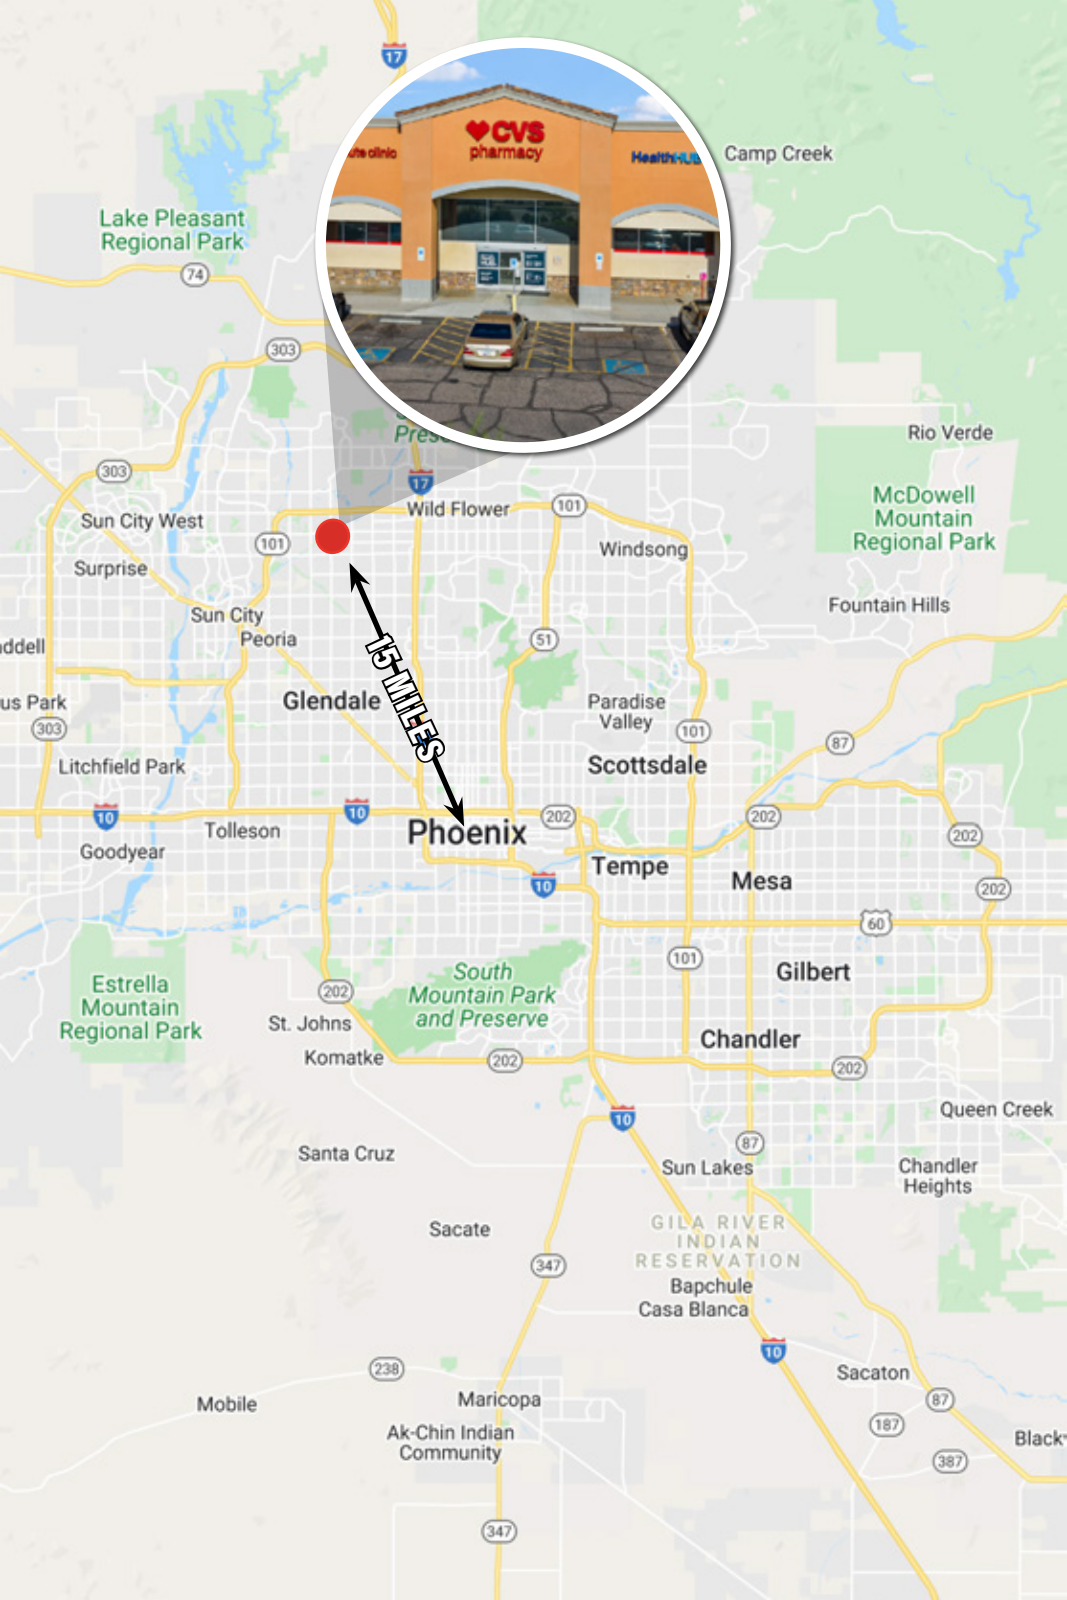 17
CVS
pharmacy
HealthHUB
Camp Creek
Lake Pleasant
Regional Park
74
303
Rio Verde
303
17
McDowell
Mountain
Regional Park
Sun City West
Wild Flower
101
101
Windsong
Surprise
Fountain Hills
Sun City
Peoria
51
Glendale
15 MILES
Paradise
Valley
303
101
87
Litchfield Park
Scottsdale
10
10
202
202
Tolleson
Phoenix
202
Goodyear
Tempe
Mesa
10
202
60
101
Gilbert
South
Mountain Park
and Preserve
Estrella
Mountain
Regional Park
202
St. Johns
Chandler
Komatke
202
202
Queen Creek
10
87
Santa Cruz
Sun Lakes
Chandler
Heights
Sacate
GILA RIVER
INDIAN
RESERVATION
347
Bapchule
Casa Blanca
10
238
Sacaton
Mobile
Maricopa
87
187
Ak-Chin Indian
Community
Black
387
347